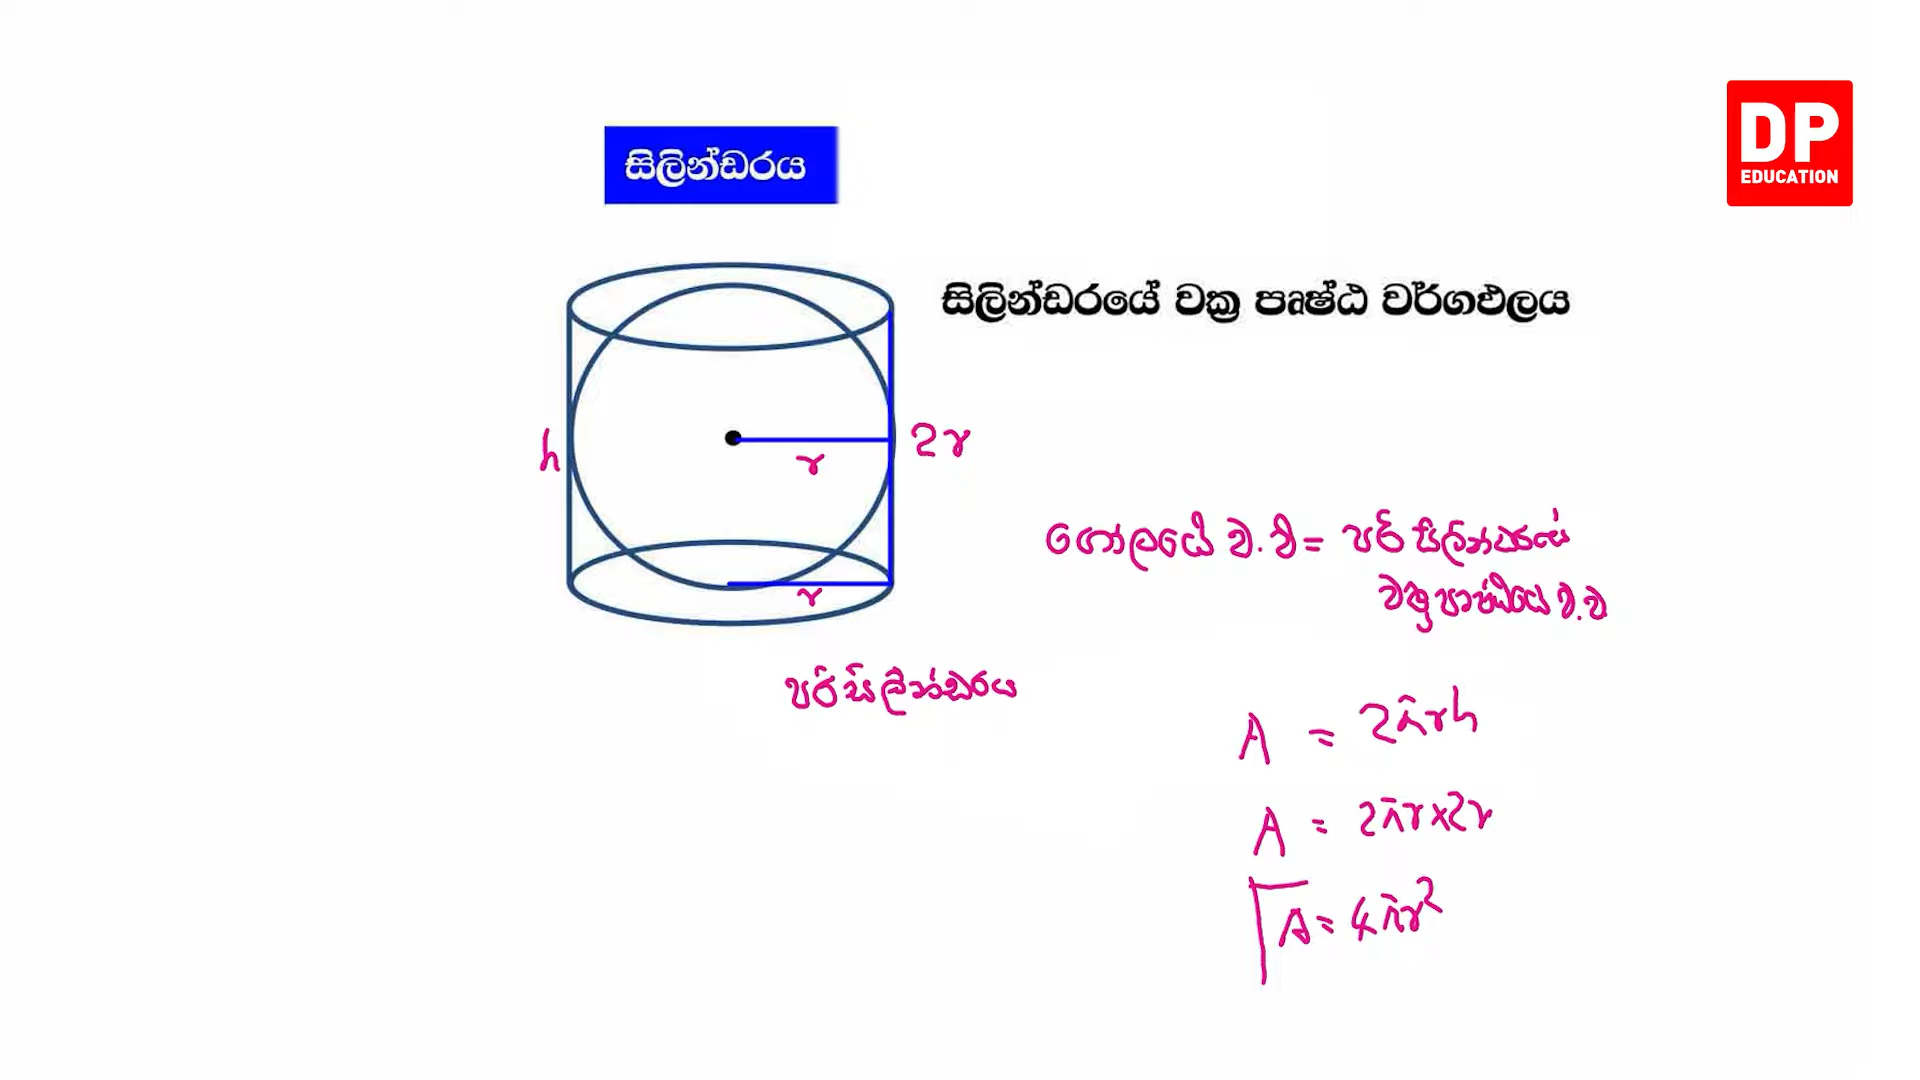 DP
EDUCATION
සිලින්ඩරය
සිලින්ඩරයේ වක්‍ර පෘෂ්ඨ වර්ගඵලය
h
r
2r
r
ගෝලයේ ව.ව = පරි සිලින්ඩරයේ
වක්‍ර පෘෂ්ඨයේ ව.ව
පරිසිලින්ඩරය
A = 2πrh
A = 2πr×2r
A = 4πr²